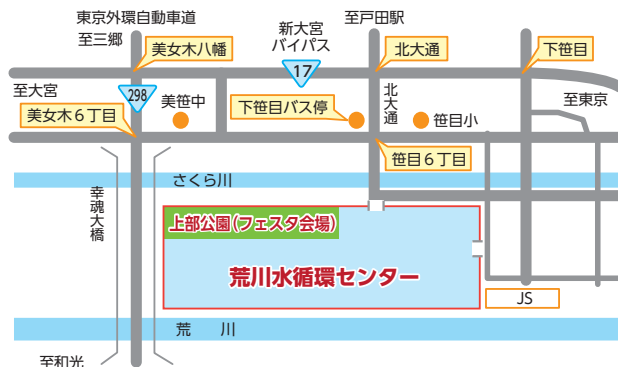 東京外環自動車道
至三郷
新大宮
バイパス
至戸田駅
美女木八幡
北大通
下笹目
17
至大宮
298
美笹中
下笹目バス停
北大通
笹目小
至東京
美女木6丁目
笹目6丁目
さくら川
幸魂大橋
上部公園(フェスタ会場)
荒川水循環センター
JS
荒 川
至和光